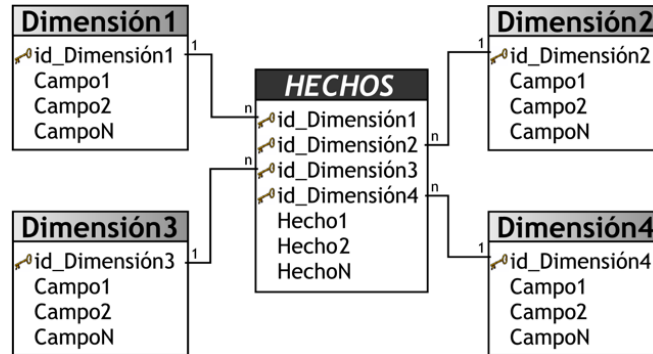 Dimensión1
id_Dimensión1
Campo1
Campo2
CampoN
1
n
HECHOS
id_Dimensión1
id_Dimensión2
id_Dimensión3
id_Dimensión4
Hecho1
Hecho2
HechoN
Dimensión2
id_Dimensión2
Campo1
Campo2
CampoN
1
n
Dimensión3
id_Dimensión3
Campo1
Campo2
CampoN
1
n
Dimensión4
id_Dimensión4
Campo1
Campo2
CampoN
1
n